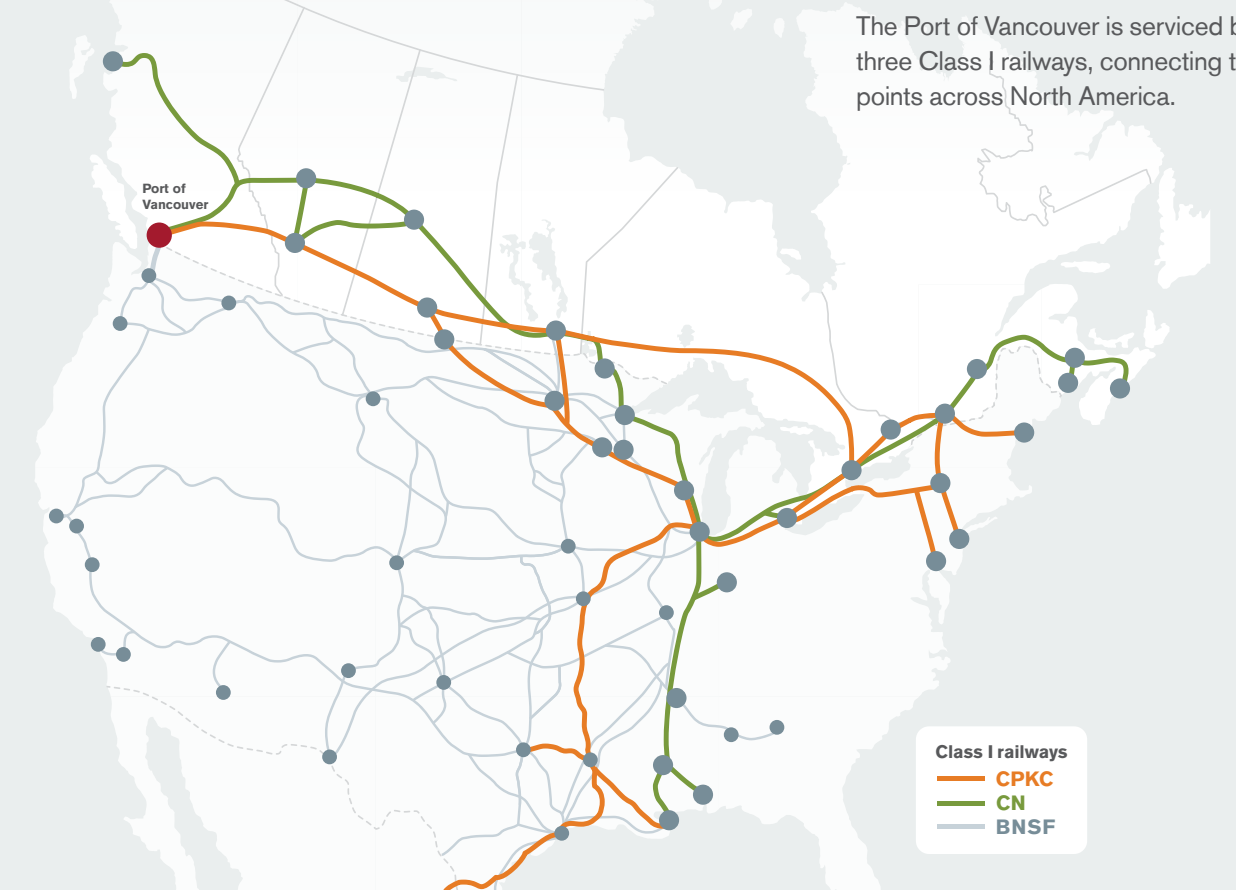 The Port of Vancouver is serviced
three Class I railways, connecting
points across North America.
Port of
Vancouver
Class I railways
CPKC
CN
BNSF